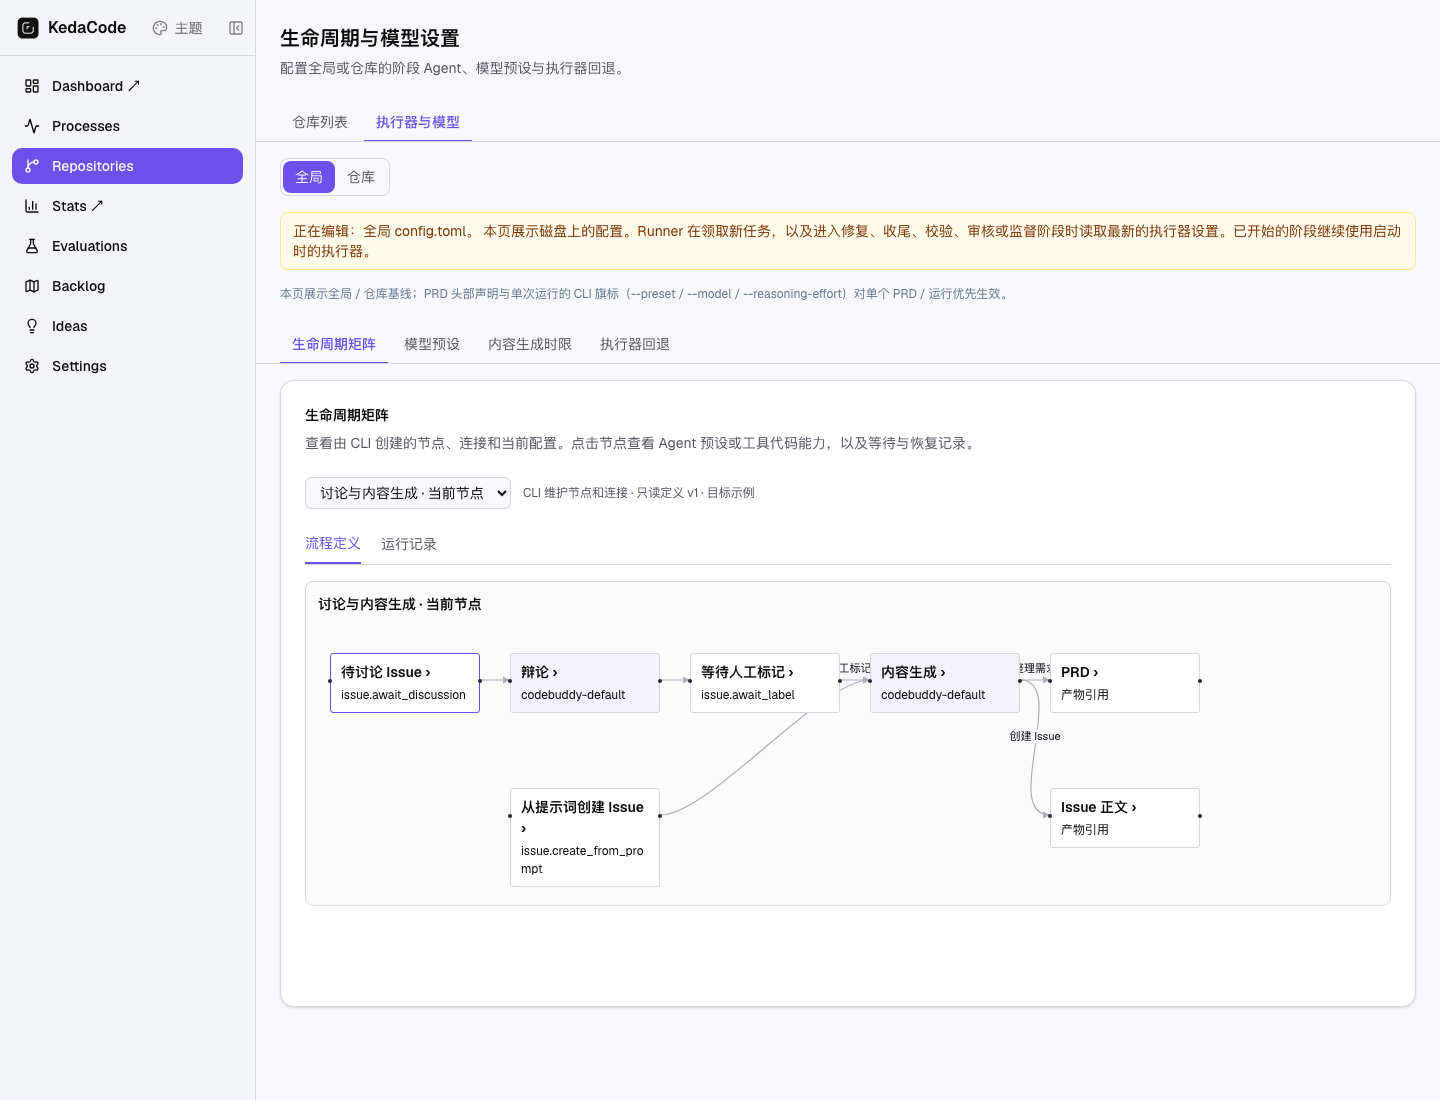 KedaCode
主题
Dashboard ↗
Processes
Repositories
Stats ↗
Evaluations
Backlog
Ideas
Settings
生命周期与模型设置
配置全局或仓库的阶段 Agent、模型预设与执行器回退。
仓库列表
执行器与模型
全局
仓库
正在编辑：全局 config.toml。 本页展示磁盘上的配置。Runner 在领取新任务，以及进入修复、收尾、校验、审核或监督阶段时读取最新的执行器设置。已开始的阶段继续使用启动
时的执行器。
本页展示全局 / 仓库基线；PRD 头部声明与单次运行的 CLI 旗标（--preset / --model / --reasoning-effort）对单个 PRD / 运行优先生效。
生命周期矩阵
模型预设
内容生成时限
执行器回退
生命周期矩阵
查看由 CLI 创建的节点、连接和当前配置。点击节点查看 Agent 预设或工具代码能力，以及等待与恢复记录。
讨论与内容生成 · 当前节点
CLI 维护节点和连接 · 只读定义 v1 · 目标示例
流程定义
运行记录
讨论与内容生成 · 当前节点
待讨论 Issue ›
issue.await_discussion
辩论 ›
codebuddy-default
等待人工标记 ›
issue.await_label
工标记
内容生成 ›
codebuddy-default
理需
PRD ›
产物引用
创建 Issue
从提示词创建 Issue
›
issue.create_from_pro
mpt
Issue 正文 ›
产物引用